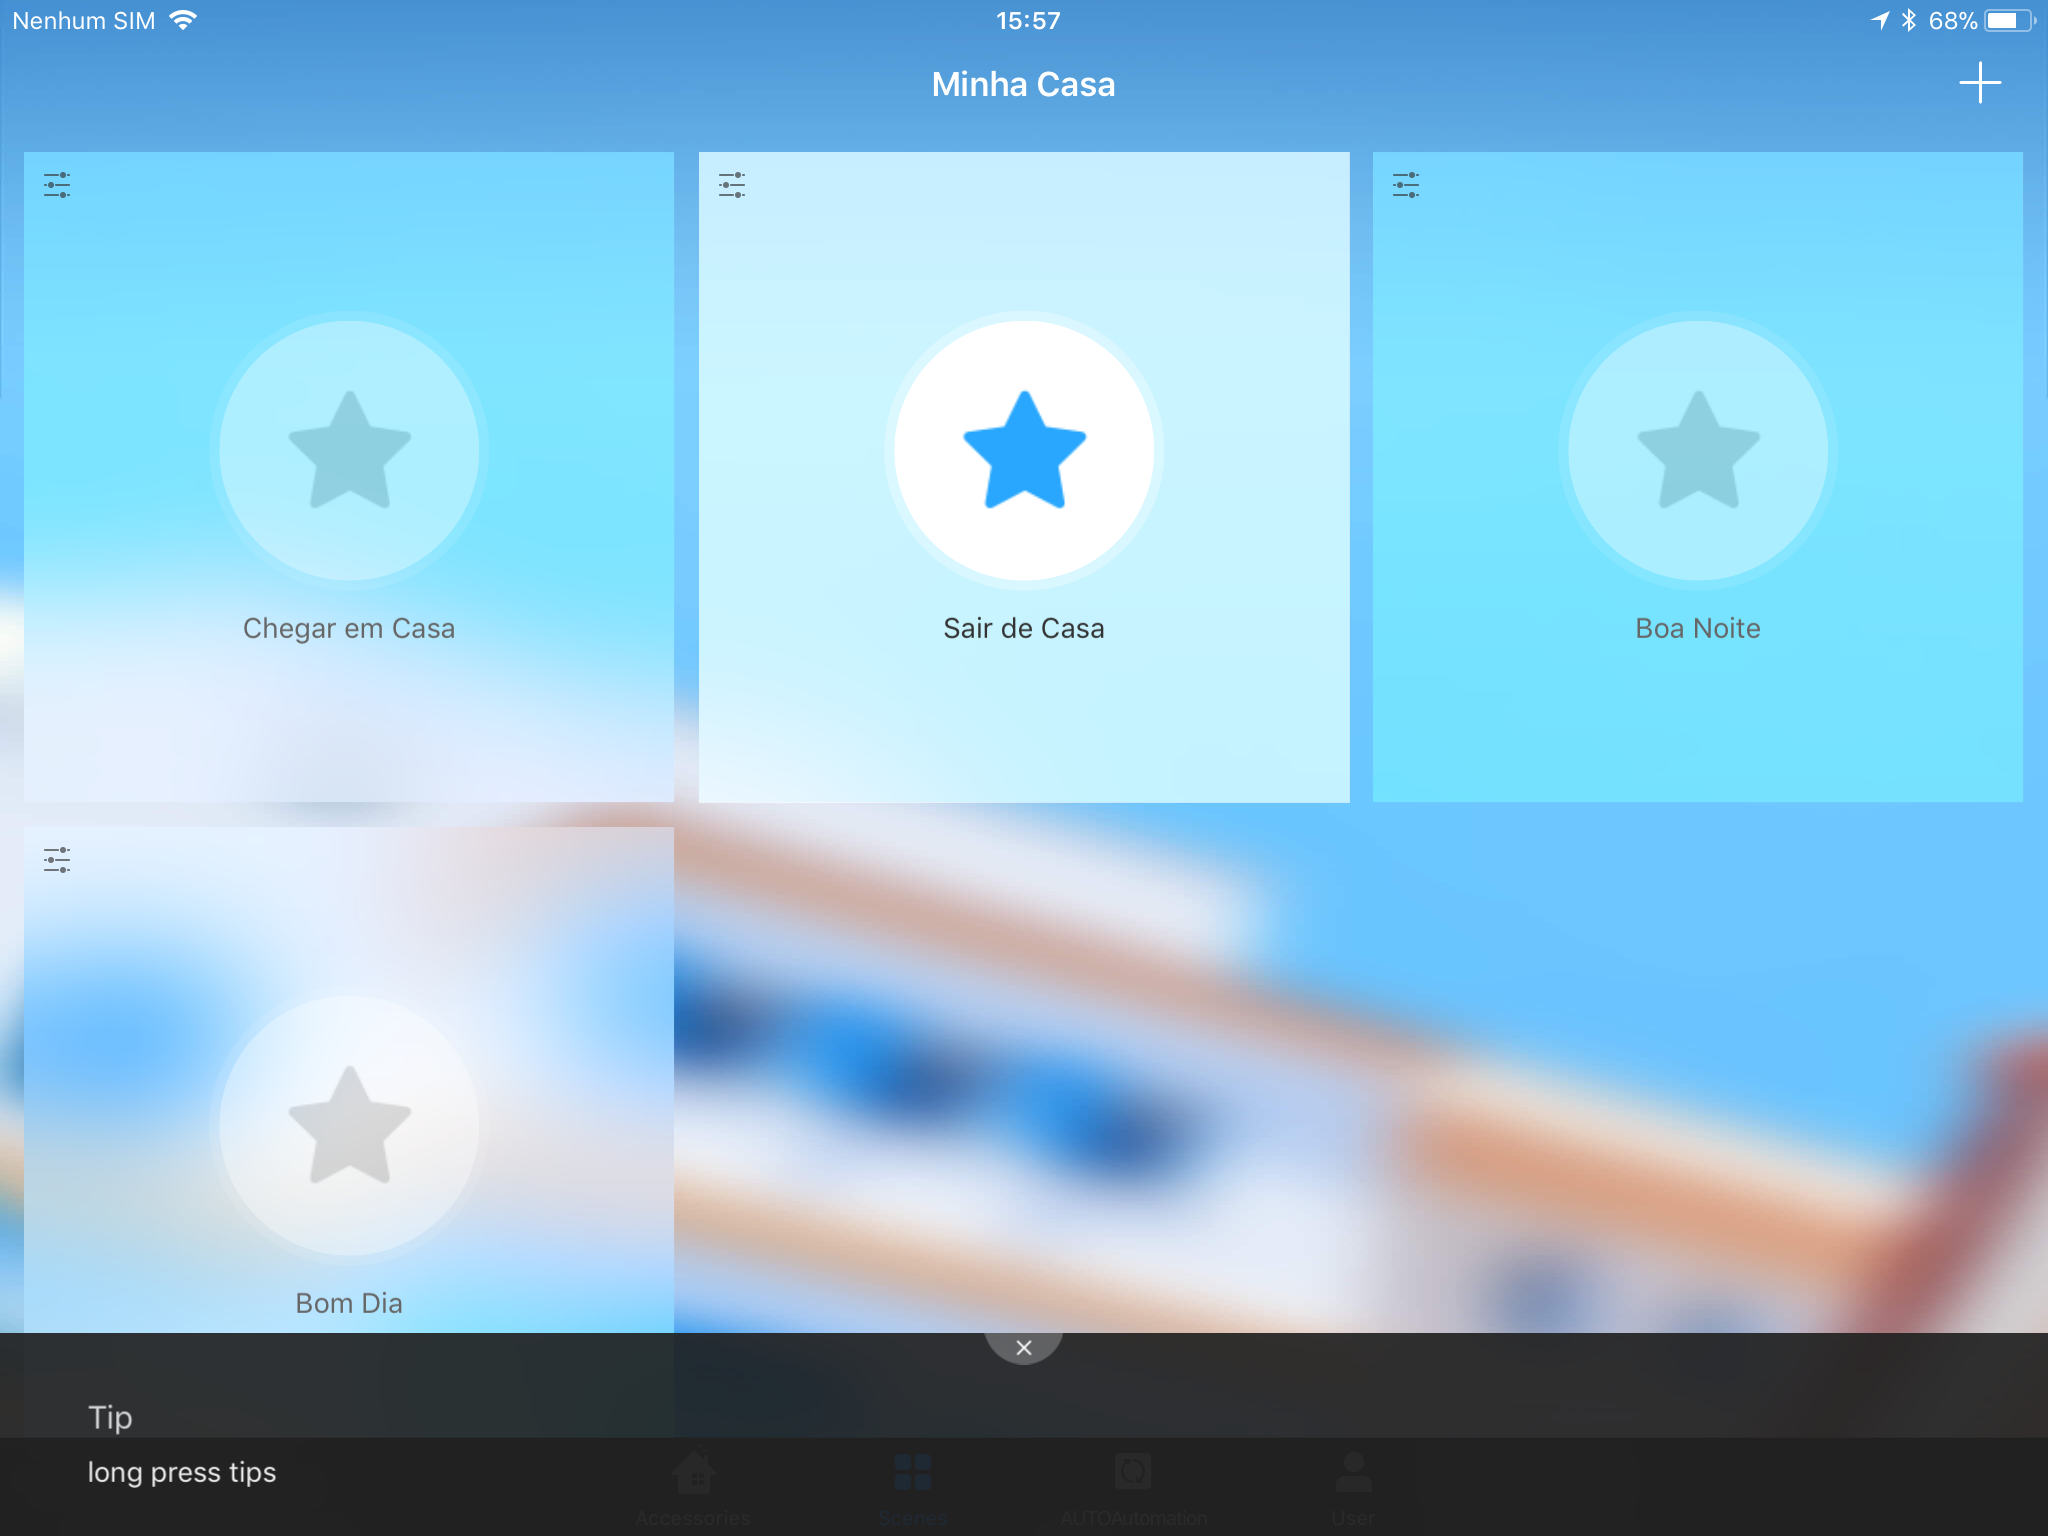 Nenhum SIM 15:57 68%
Minha Casa
Chegar em Casa
Sair de Casa
Boa Noite
Bom Dia
Tip
long press tips
Accessories Scenes AUTOAutomation User